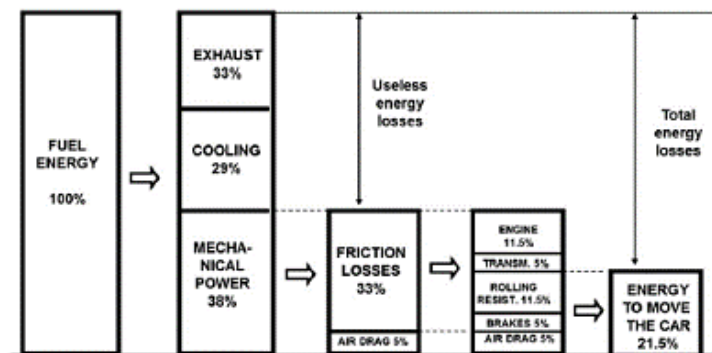 FUEL
ENERGY
100%
EXHAUST
33%
COOLING
29%
MECHA-
NICAL
POWER
38%
Useless
energy
losses
FRICTION
LOSSES
33%
AIR DRAG 5%
ENGINE
11.5%
TRANSM. 5%
ROLLING
RESIST. 11.5%
BRAKES 5%
AIR DRAG 5%
Total
energy
losses
ENERGY
TO MOVE
THE CAR
21.5%